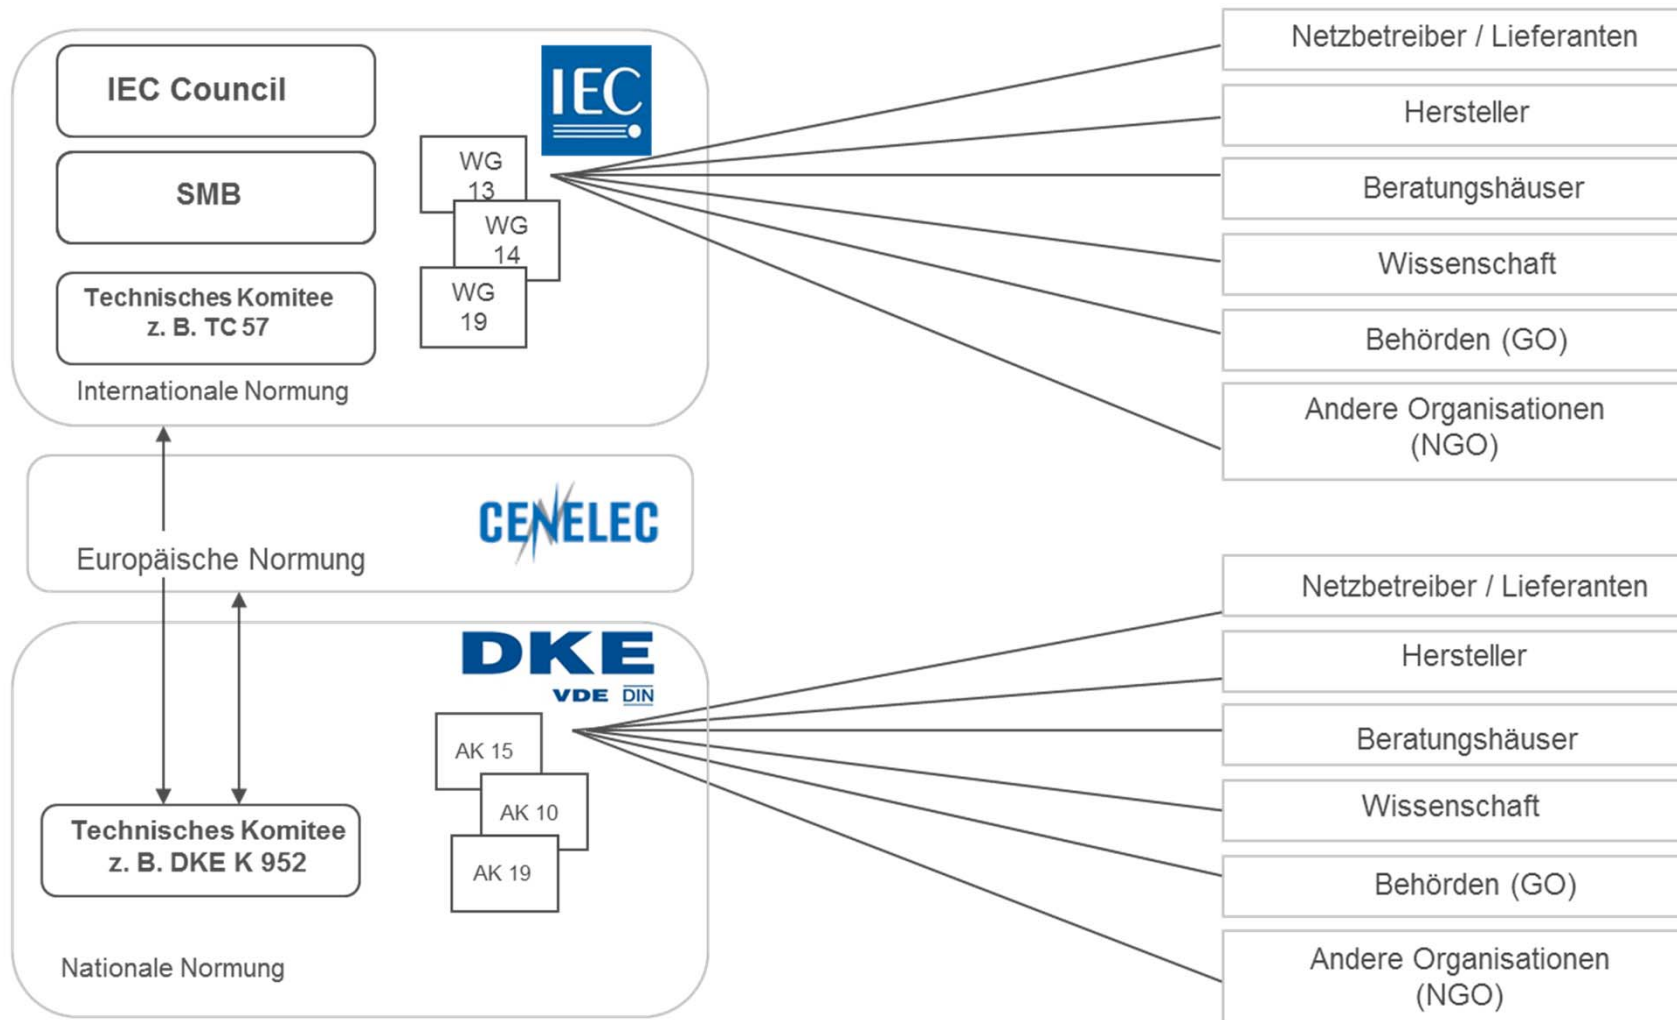 IEC Council
SMB
Technisches Komitee
z. B. TC 57
Internationale Normung
IEC
WG
13
WG
14
WG
19
Netzbetreiber / Lieferanten
Hersteller
Beratungshäuser
Wissenschaft
Behörden (GO)
Andere Organisationen
(NGO)
Europäische Normung
CENELEC
DKE
VDE DIN
AK 15
AK 10
AK 19
Technisches Komitee
z. B. DKE K 952
Nationale Normung
Netzbetreiber / Lieferanten
Hersteller
Beratungshäuser
Wissenschaft
Behörden (GO)
Andere Organisationen
(NGO)